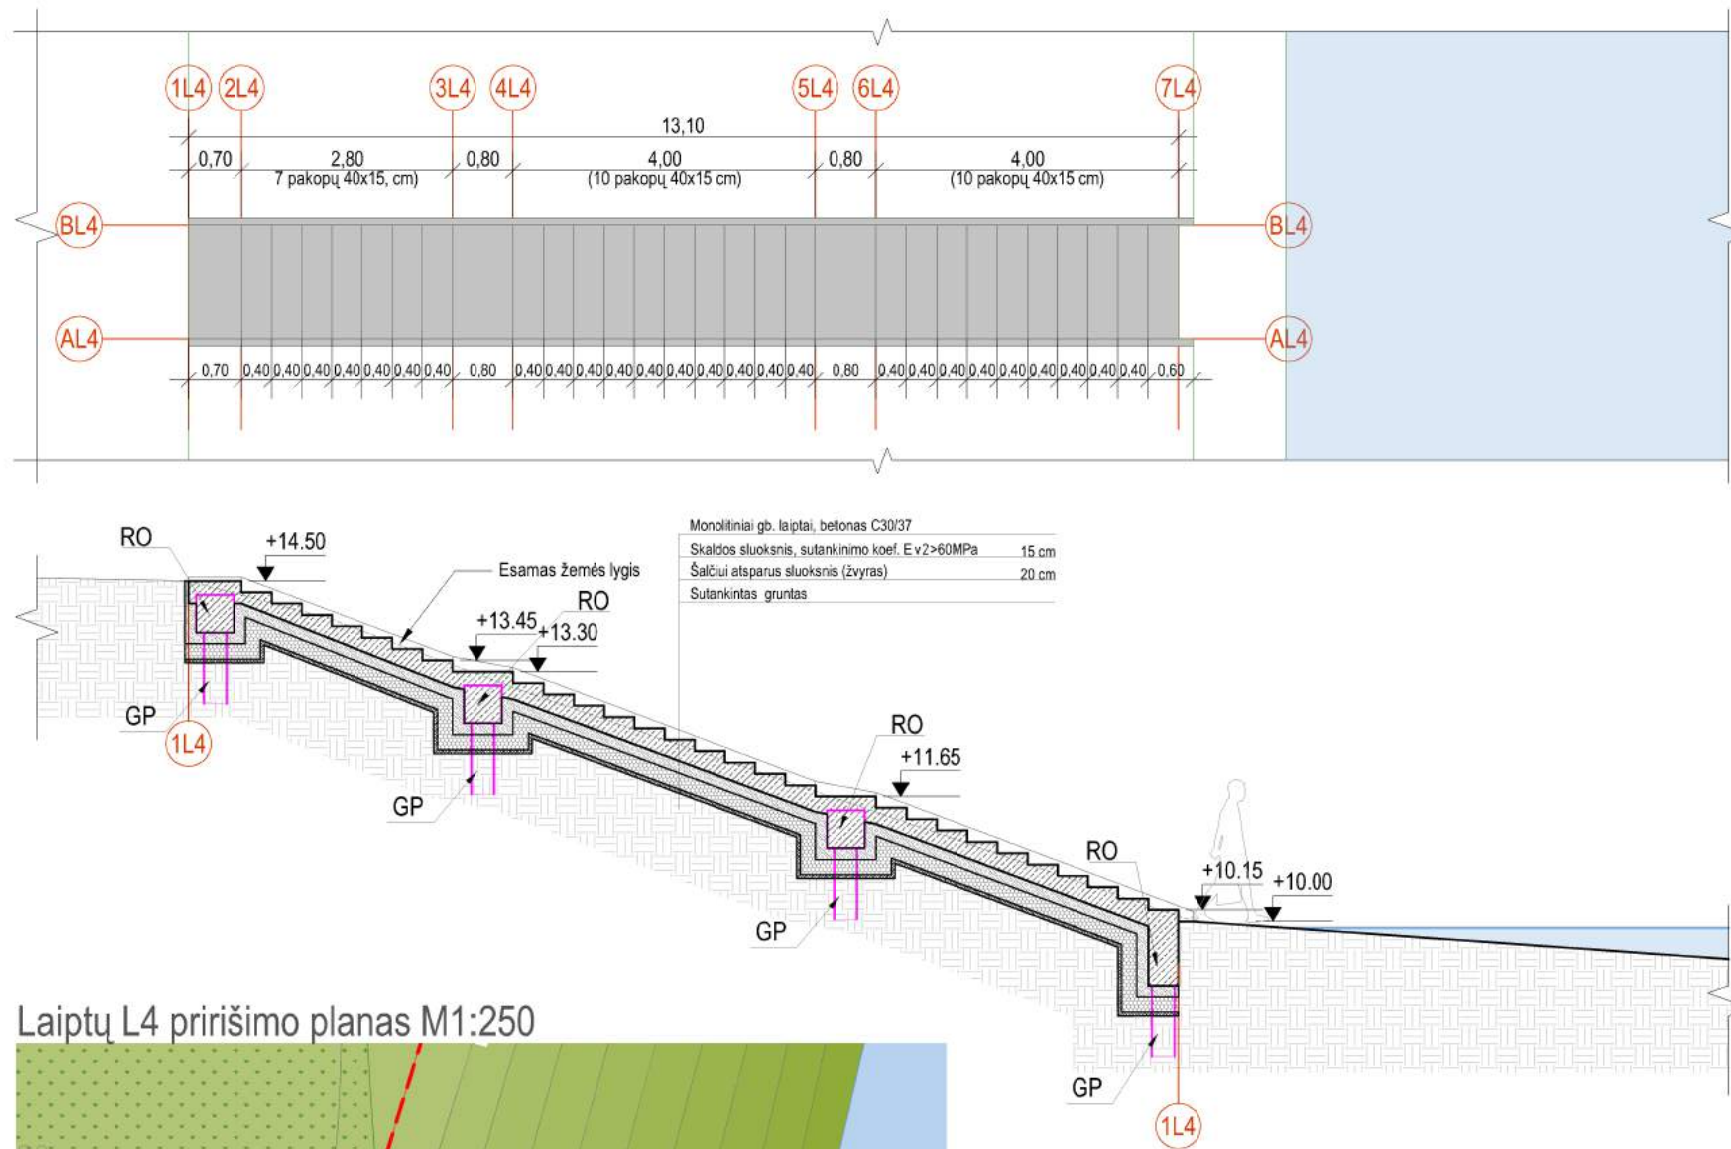 1L4 2L4 3L4 4L4 5L4 6L4 7L4
13,10
0,70 2,80 0,80 4,00 0,80 4,00
7 pakopų 40x15, cm) (10 pakopų 40x15 cm) (10 pakopų 40x15 cm)
BL4 BL4
AL4 AL4
0,70 0,40 0,40 0,40 0,40 0,40 0,40 0,40 0,80 0,40 0,40 0,40 0,40 0,40 0,40 0,40 0,40 0,40 0,40 0,80 0,40 0,40 0,40 0,40 0,40 0,40 0,40 0,40 0,40 0,60
Monolitiniai gb. laiptai, betonas C30/37
Skaldos sluoksnis, sutankinimo koef. E v2>60MPa 15 cm
Šalčiui atsparus sluoksnis (žvyras) 20 cm
Sutankintas gruntas
RO
+14.50
Esamas žemės lygis
RO
+13.45
+13.30
GP
1L4
RO
+11.65
GP
RO
+10.15
+10.00
GP
GP
1L4
Laiptų L4 pririšimo planas M1:250